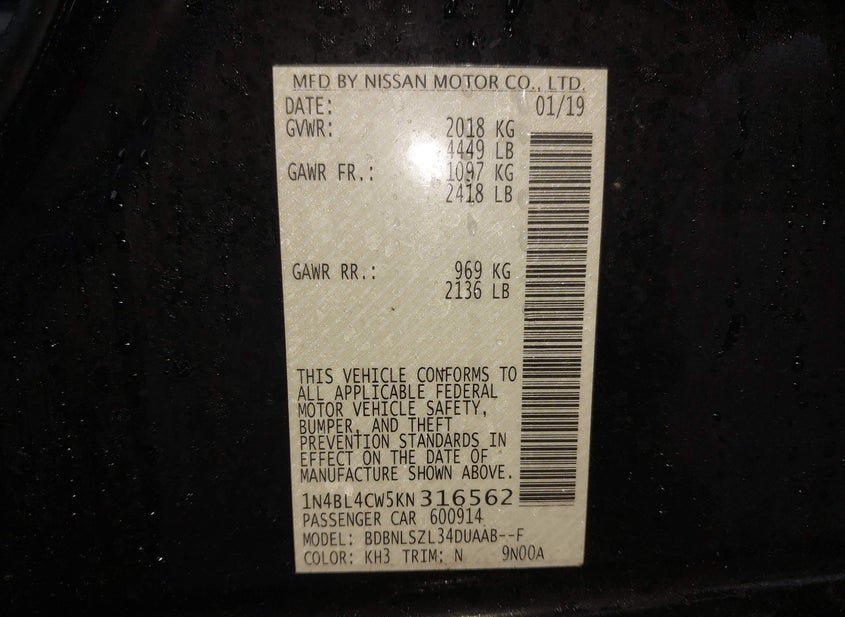 MFD BY NISSAN MOTOR CO., LTD.
DATE: 01/19
GVWR: 2018 KG
4449 LB
GAWR FR.: 1097 KG
2418 LB
GAWR RR.: 969 KG
2136 LB
THIS VEHICLE CONFORMS TO
ALL APPLICABLE FEDERAL
MOTOR VEHICLE SAFETY,
BUMPER, AND THEFT
PREVENTION STANDARDS IN
EFFECT ON THE DATE OF
MANUFACTURE SHOWN ABOVE.
1N4BL4CW5KN316562
PASSENGER CAR 600914
MODEL: BDBNLSZL34DUAAB--F
COLOR: KH3 TRIM: N 9N00A